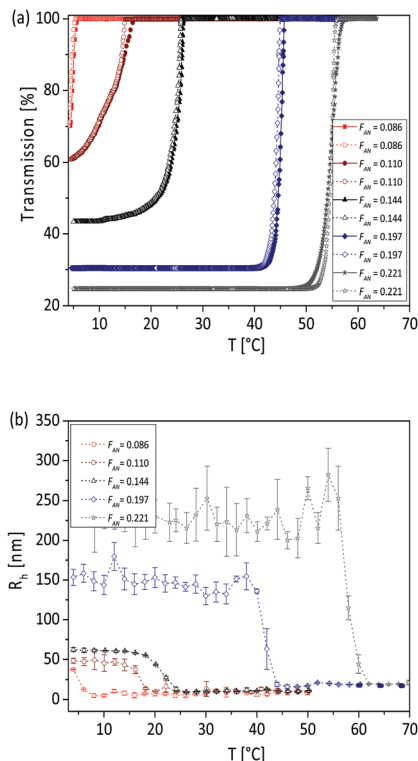 (a)
100
80
60
40
20
Transmission [%]
F_AN = 0.086
F_AN = 0.086
F_AN = 0.110
F_AN = 0.110
F_AN = 0.144
F_AN = 0.144
F_AN = 0.197
F_AN = 0.197
F_AN = 0.221
F_AN = 0.221
10 20 30 40 50 60 70
T [°C]
(b)
350
300
250
200
150
100
50
0
R_h [nm]
F_AN = 0.086
F_AN = 0.110
F_AN = 0.144
F_AN = 0.197
F_AN = 0.221
0 10 20 30 40 50 60 70
T [°C]